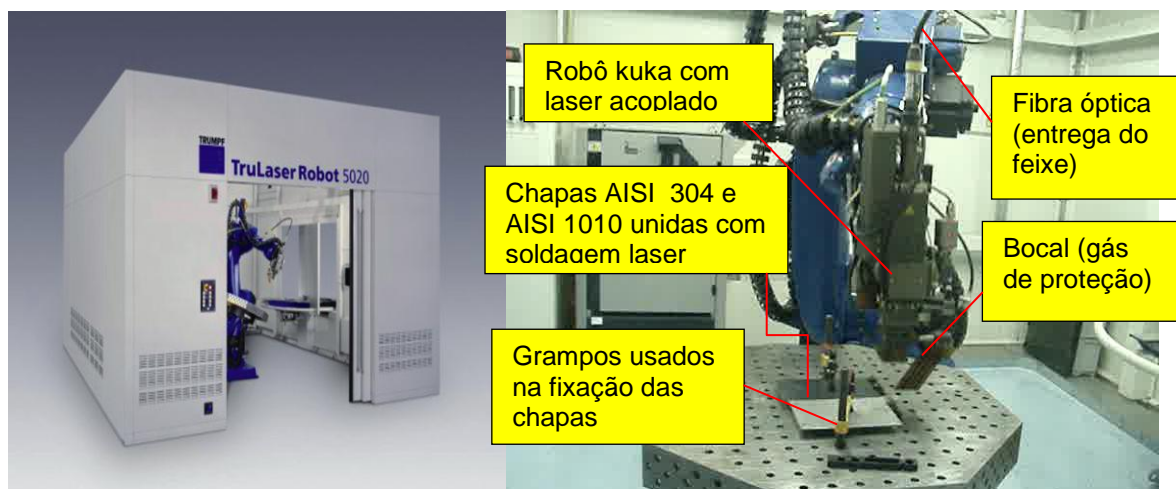 TRUMPF
TruLaser Robot 5020
Robô kuka com
laser acoplado
Fibra óptica
(entrega do
feixe)
Chapas AISI 304 e
AISI 1010 unidas com
soldagem laser
Bocal (gás
de proteção)
Grampos usados
na fixação das
chapas